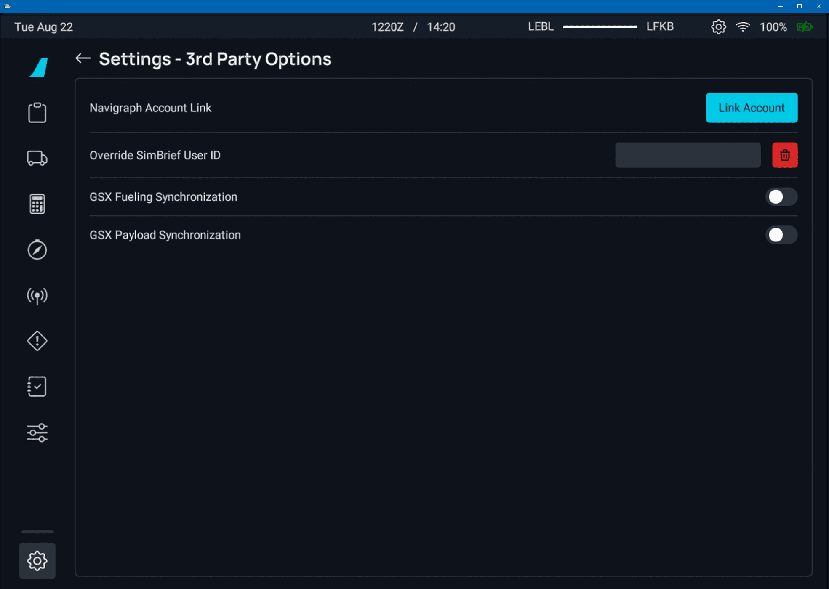 Tue Aug 22
1220Z / 14:20
LEBL LFKB
100%
Settings - 3rd Party Options
Navigraph Account Link
Link Account
Override SimBrief User ID
GSX Fueling Synchronization
GSX Payload Synchronization